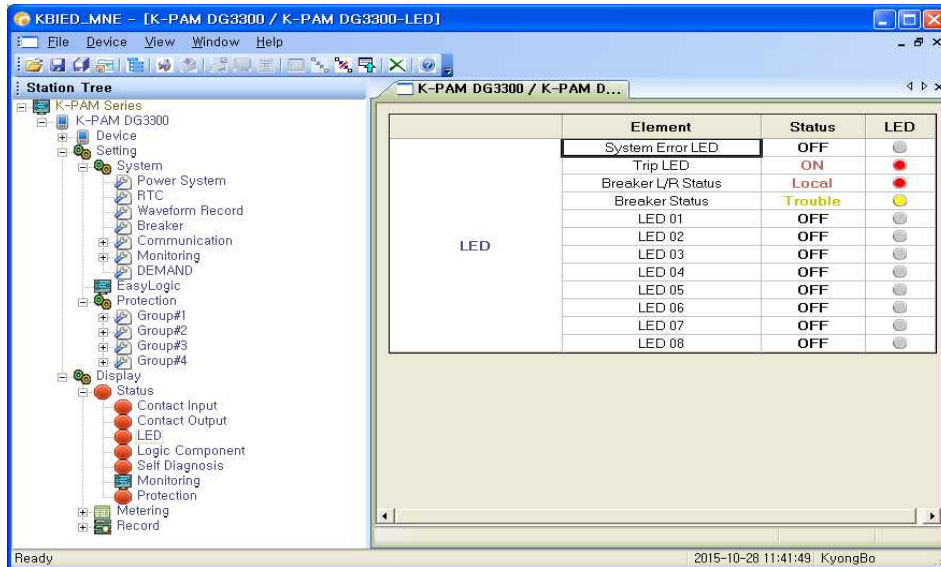 KBIED_MNE - [K-PAM DG3300 / K-PAM DG3300-LED]
File Device View Window Help
Station Tree
K-PAM Series
K-PAM DG3300
Device
Setting
System
Power System
RTC
Waveform Record
Breaker
Communication
Monitoring
DEMAND
EasyLogic
Protection
Group#1
Group#2
Group#3
Group#4
Display
Status
Contact Input
Contact Output
LED
Logic Component
Self Diagnosis
Monitoring
Protection
Metering
Record
K-PAM DG3300 / K-PAM D...
Element Status LED
LED
System Error LED OFF
Trip LED ON
Breaker L/R Status Local
Breaker Status Trouble
LED 01 OFF
LED 02 OFF
LED 03 OFF
LED 04 OFF
LED 05 OFF
LED 06 OFF
LED 07 OFF
LED 08 OFF
Ready 2015-10-28 11:41:49 KyongBo